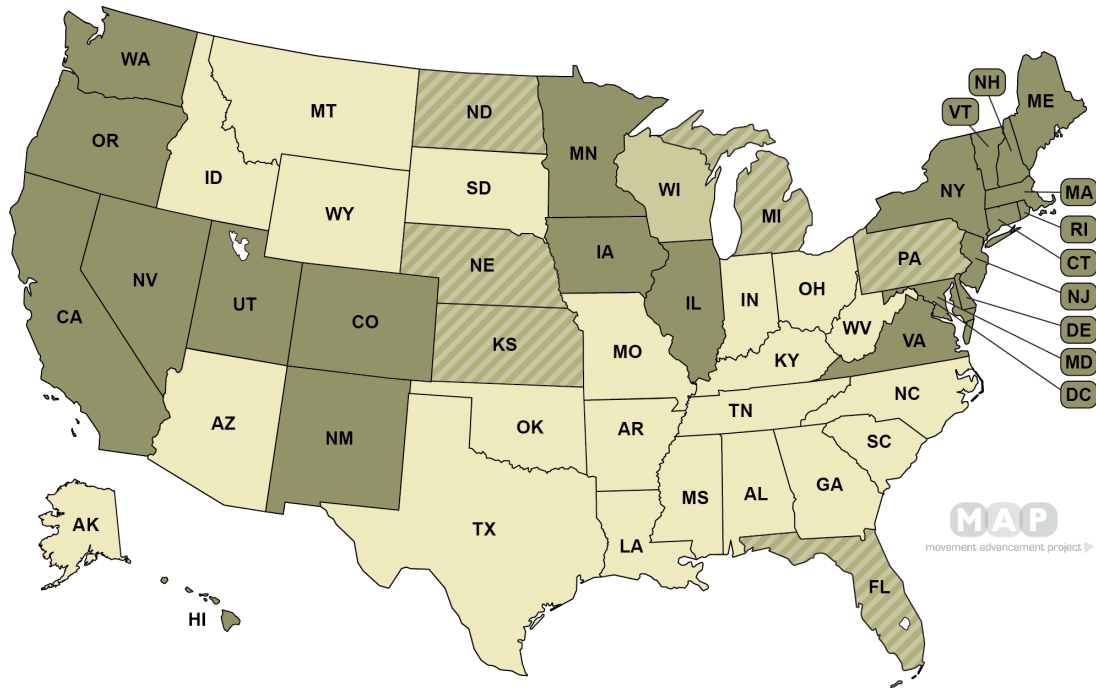 WA
OR
CA
NV
ID
MT
WY
UT
AZ
CO
NM
ND
SD
NE
KS
OK
TX
MN
IA
MO
AR
LA
WI
IL
MI
IN
OH
KY
TN
MS
AL
GA
FL
SC
NC
VA
WV
PA
NY
VT
NH
ME
MA
RI
CT
NJ
DE
MD
DC
AK
HI
MAP
movement advancement project